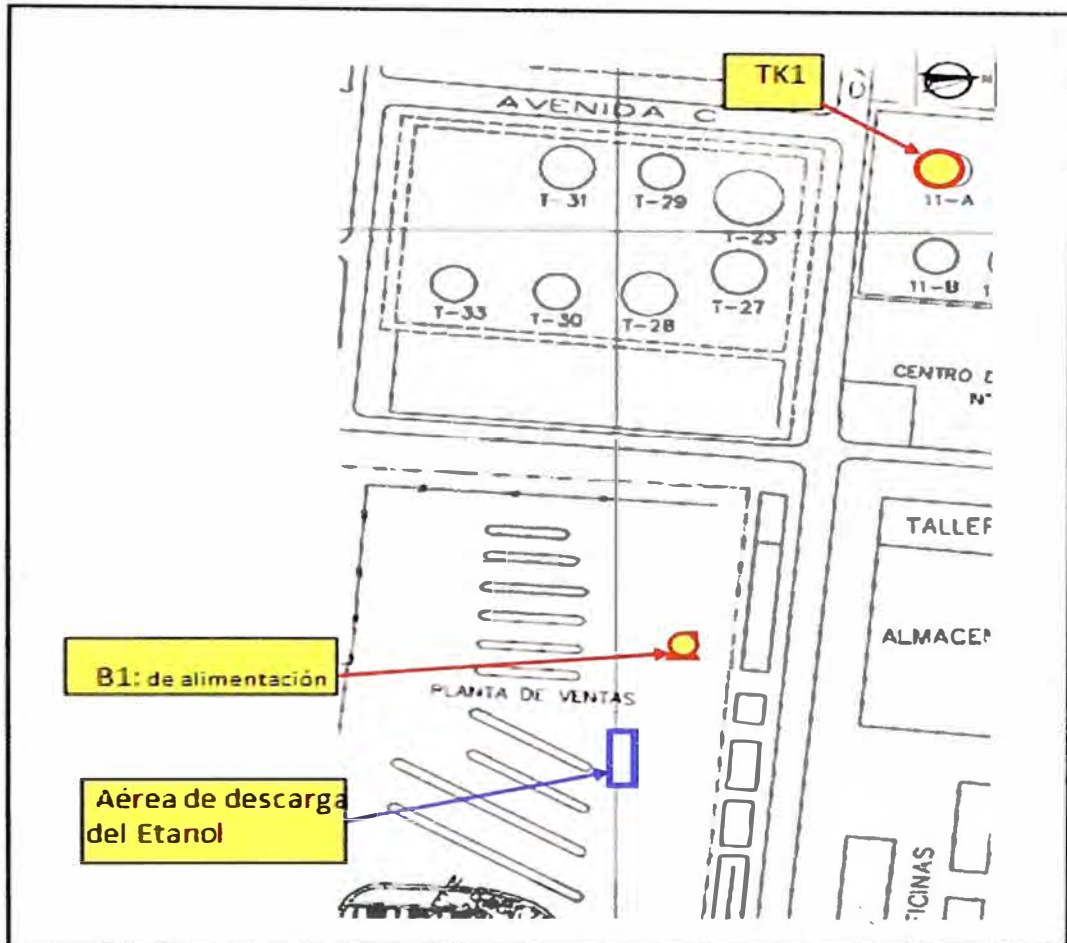 TK1
AVENIDA C
C
T-31
T-29
T-23
11-A
T-33
T-30
T-28
T-27
11-B
CENTRO D
TALLER
ALMACEN
B1: de alimentación
PLANTA DE VENTAS
Aérea de descarga
del Etanol
FICINAS